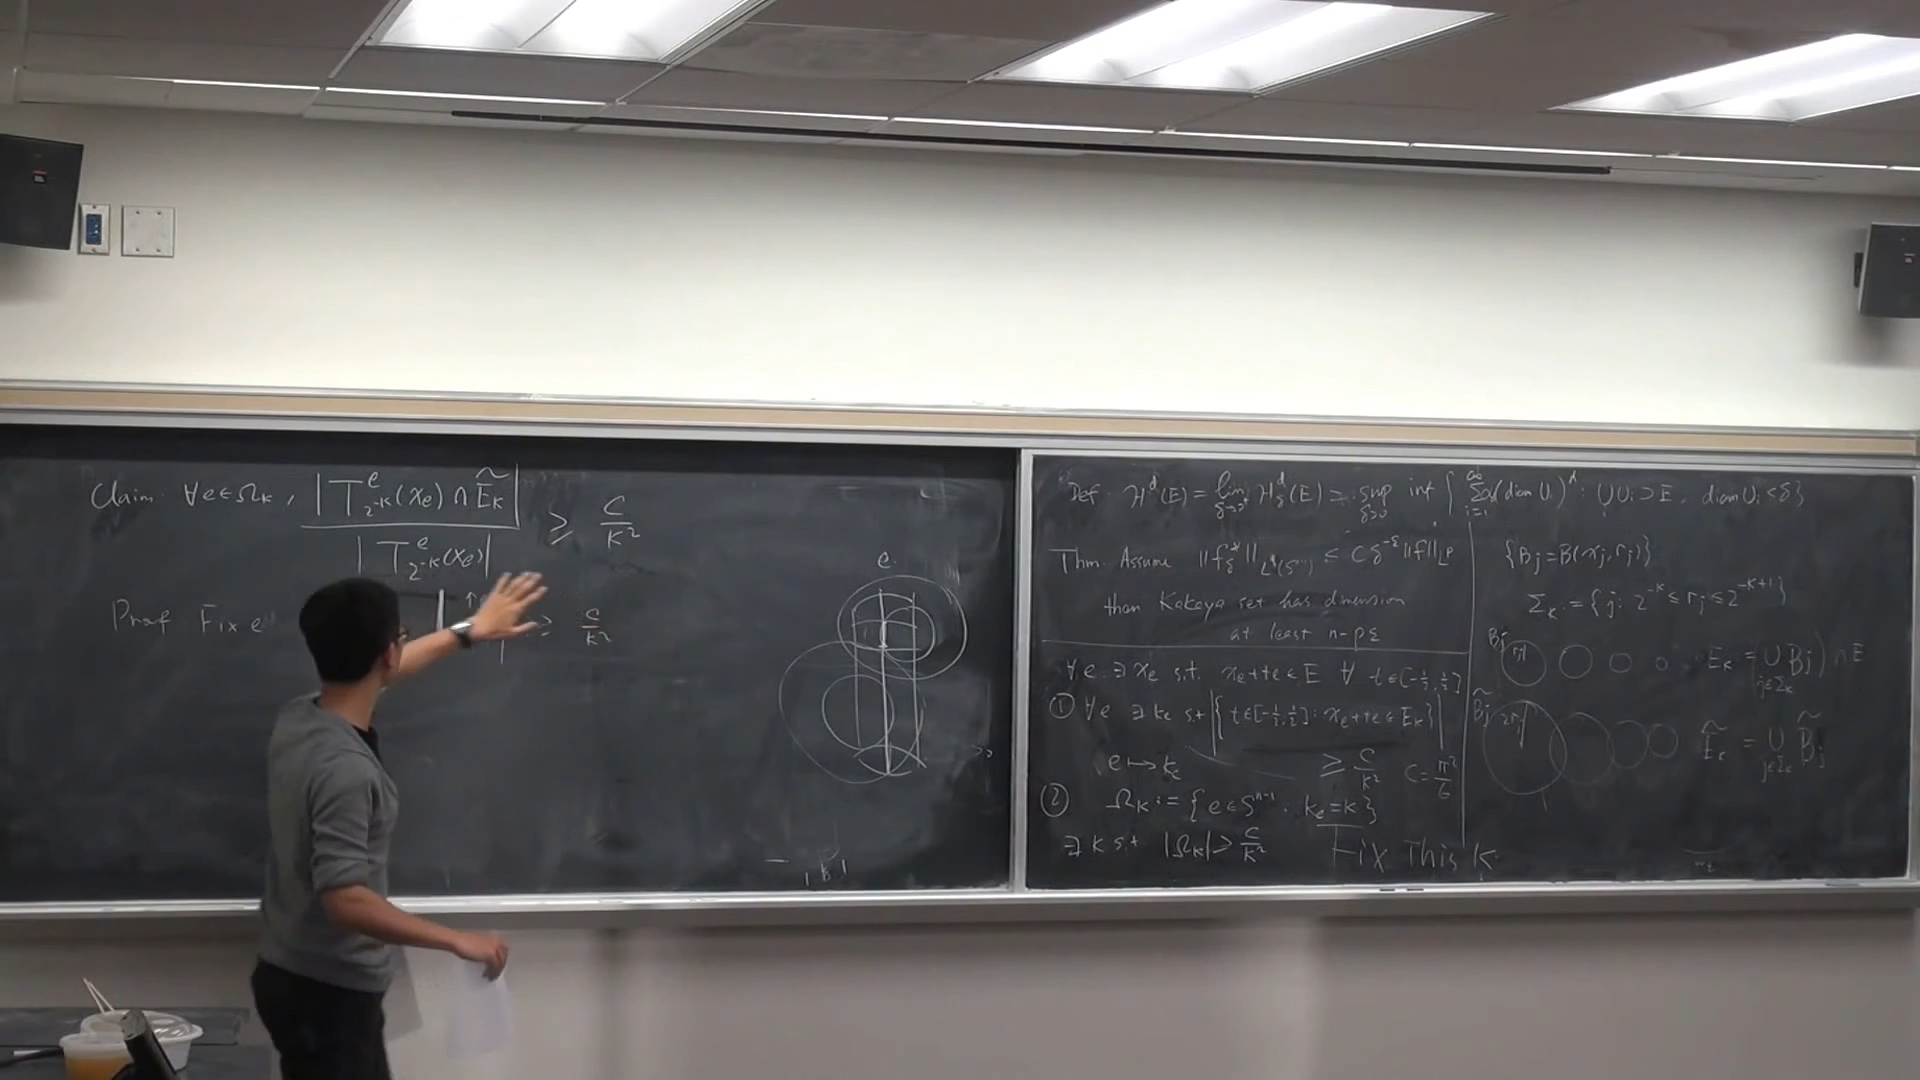 Claim. ∀e∈Ω_k, |T^e_{2^{-k}}(x_e) ∩ Ẽ_k| / |T^e_{2^{-k}}(x_e)| ≥ C/k²
Proof. Fix e
≥ C/k²
e
Def. H^d(E) = lim_{δ→0} H^d_δ(E) = sup_{δ>0} inf { Σ_{i=1}^∞ (diam U_i)^d : ∪U_i ⊃ E, diam U_i < δ }
Thm. Assume ||f*_δ||_{L^p(S^{n-1})} ≤ C δ^{-ε} ||f||_{L^p}
then Kakeya set has dimension
at least n-pε
∀e ∃x_e s.t. x_e+te ∈ E ∀ t∈[-1/2, 1/2]
① ∀e ∃ k_e s.t. |{t∈[-1/2, 1/2] : x_e+te ∈ E_k}|
e ↦ k_e ≥ C/k² C = π²/6
② Ω_k := {e∈S^{n-1} : k_e = k}
∃ k s.t. |Ω_k| > C/k² Fix This k
{B_j = B(x_j, r_j)}
Σ_k := {j : 2^{-k} ≤ r_j ≤ 2^{-k+1}}
B_j r_j E_k = (∪_{j∈Σ_k} B_j) ∩ E
B̃_j 2r_j Ẽ_k = ∪_{j∈Σ_k} B̃_j